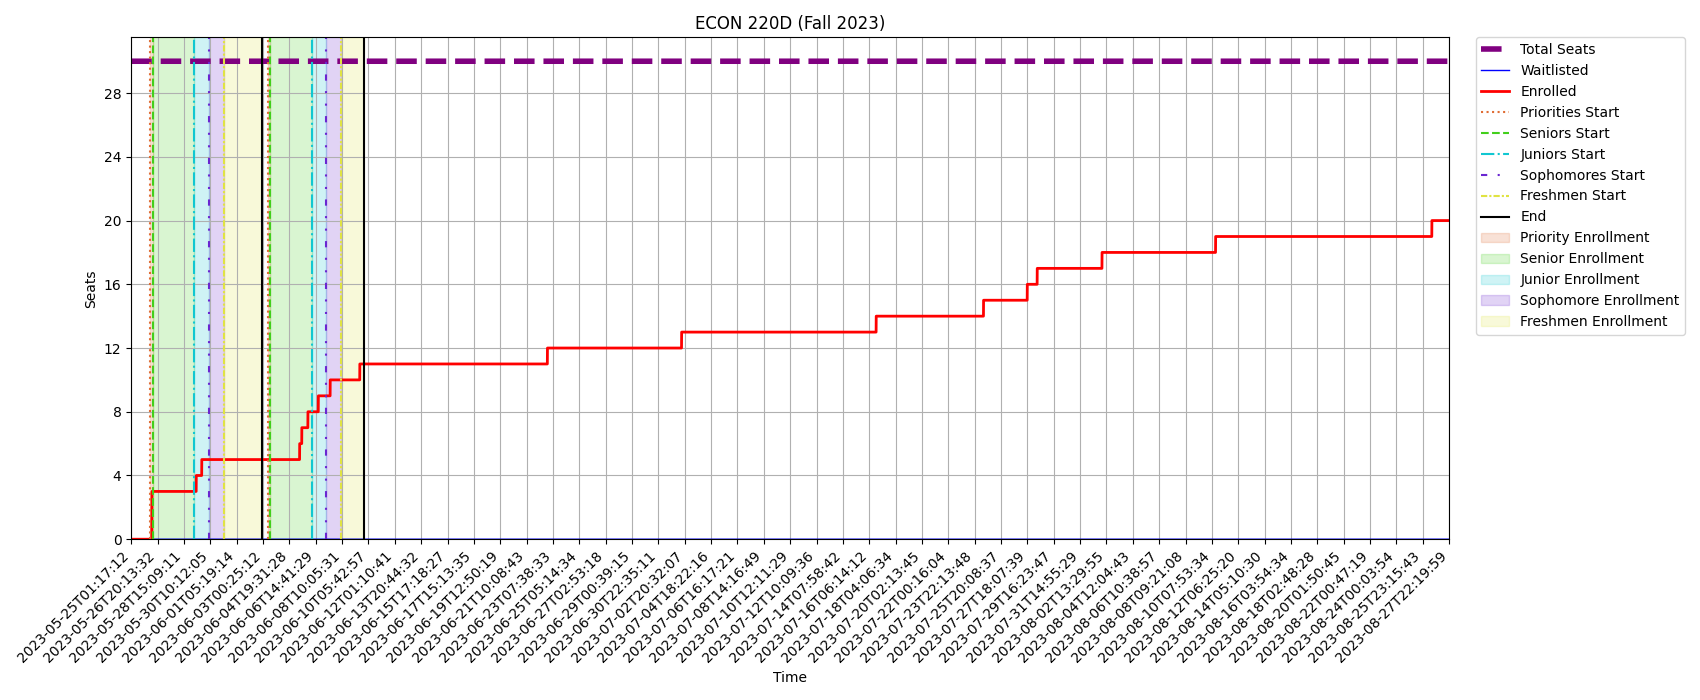 ECON 220D (Fall 2023)
Seats
28
24
20
16
12
8
4
0
2023-05-25T01:17:12
2023-05-26T20:13:32
2023-05-28T15:09:11
2023-05-30T10:12:05
2023-06-01T05:19:14
2023-06-03T00:25:12
2023-06-04T19:31:28
2023-06-06T14:41:29
2023-06-08T10:05:31
2023-06-10T05:42:57
2023-06-12T01:10:41
2023-06-13T20:44:32
2023-06-15T17:18:27
2023-06-17T15:13:35
2023-06-19T12:50:19
2023-06-21T10:08:43
2023-06-23T07:38:33
2023-06-25T05:14:34
2023-06-27T02:53:18
2023-06-29T00:39:15
2023-06-30T22:35:11
2023-07-02T20:32:07
2023-07-04T18:22:16
2023-07-06T16:17:21
2023-07-08T14:16:49
2023-07-10T12:11:29
2023-07-12T10:09:36
2023-07-14T07:58:42
2023-07-16T06:14:12
2023-07-18T04:06:34
2023-07-20T02:13:45
2023-07-22T00:16:04
2023-07-23T22:13:48
2023-07-25T20:08:37
2023-07-27T18:07:39
2023-07-29T16:23:47
2023-07-31T14:55:29
2023-08-02T13:29:55
2023-08-04T12:04:43
2023-08-06T10:38:57
2023-08-08T09:21:08
2023-08-10T07:53:34
2023-08-12T06:25:20
2023-08-14T05:10:30
2023-08-16T03:54:34
2023-08-18T02:48:28
2023-08-20T01:50:45
2023-08-22T00:47:19
2023-08-24T00:03:54
2023-08-25T23:15:43
2023-08-27T22:19:59
Time
Total Seats
Waitlisted
Enrolled
Priorities Start
Seniors Start
Juniors Start
Sophomores Start
Freshmen Start
End
Priority Enrollment
Senior Enrollment
Junior Enrollment
Sophomore Enrollment
Freshmen Enrollment